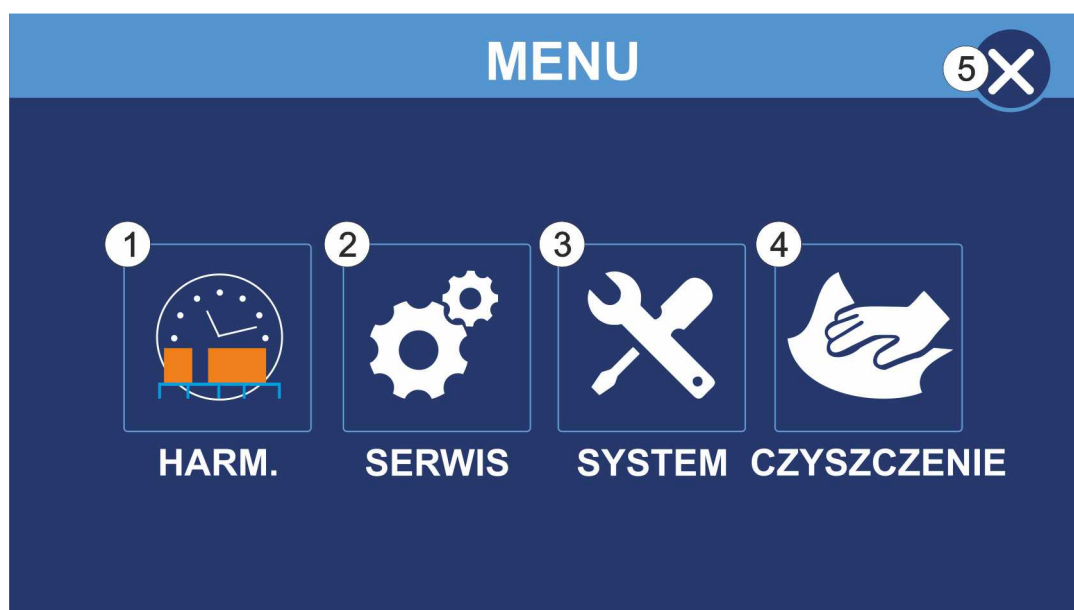 MENU
5
1
2
3
4
HARM.
SERWIS
SYSTEM
CZYSZCZENIE